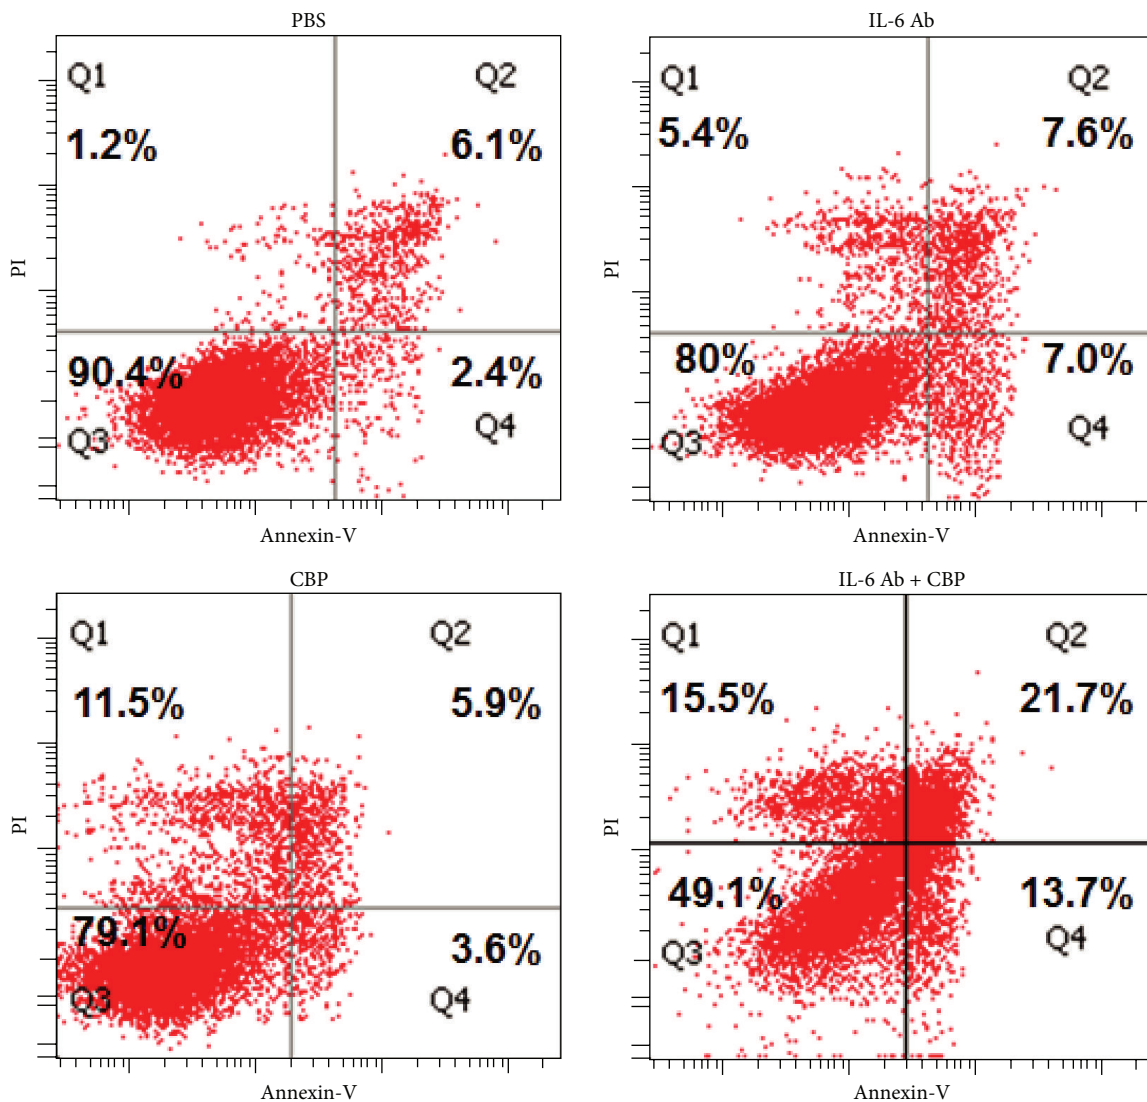 PBS
Q1
Q2
1.2%
6.1%
PI
90.4%
2.4%
Q3
Q4
Annexin-V
IL-6 Ab
Q1
Q2
5.4%
7.6%
PI
80%
7.0%
Q3
Q4
Annexin-V
CBP
Q1
Q2
11.5%
5.9%
PI
79.1%
3.6%
Q3
Q4
Annexin-V
IL-6 Ab + CBP
Q1
Q2
15.5%
21.7%
PI
49.1%
13.7%
Q3
Q4
Annexin-V